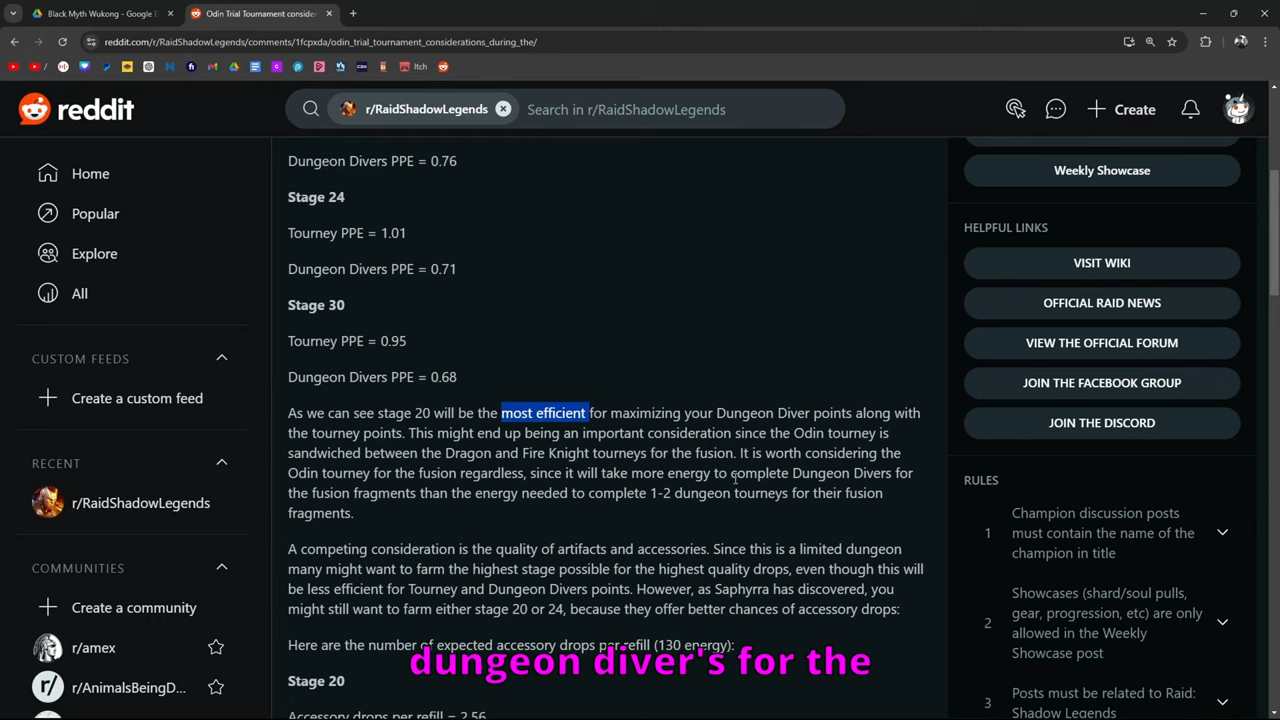 Black Myth Wukong - Google D
Odin Trial Tournament conside
reddit.com/r/RaidShadowLegends/comments/1fcpxda/odin_trial_tournament_considerations_during_the/
Itch
reddit
r/RaidShadowLegends
Search in r/RaidShadowLegends
Create
Home
Popular
Explore
All
CUSTOM FEEDS
Create a custom feed
RECENT
r/RaidShadowLegends
COMMUNITIES
Create a community
r/amex
r/AnimalsBeingD...
Dungeon Divers PPE = 0.76
Stage 24
Tourney PPE = 1.01
Dungeon Divers PPE = 0.71
Stage 30
Tourney PPE = 0.95
Dungeon Divers PPE = 0.68
As we can see stage 20 will be the most efficient for maximizing your Dungeon Diver points along with
the tourney points. This might end up being an important consideration since the Odin tourney is
sandwiched between the Dragon and Fire Knight tourneys for the fusion. It is worth considering the
Odin tourney for the fusion regardless, since it will take more energy to complete Dungeon Divers for
the fusion fragments than the energy needed to complete 1-2 dungeon tourneys for their fusion
fragments.
A competing consideration is the quality of artifacts and accessories. Since this is a limited dungeon
many might want to farm the highest stage possible for the highest quality drops, even though this will
be less efficient for Tourney and Dungeon Divers points. However, as Saphyrra has discovered, you
might still want to farm either stage 20 or 24, because they offer better chances of accessory drops:
Here are the number of expected accessory drops per refill (130 energy):
Stage 20
Accessory drops per refill = 2.56
dungeon diver's for the
Weekly Showcase
HELPFUL LINKS
VISIT WIKI
OFFICIAL RAID NEWS
VIEW THE OFFICIAL FORUM
JOIN THE FACEBOOK GROUP
JOIN THE DISCORD
RULES
1
Champion discussion posts
must contain the name of the
champion in title
2
Showcases (shard/soul pulls,
gear, progression, etc) are only
allowed in the Weekly
Showcase post
3
Posts must be related to Raid:
Shadow Legends